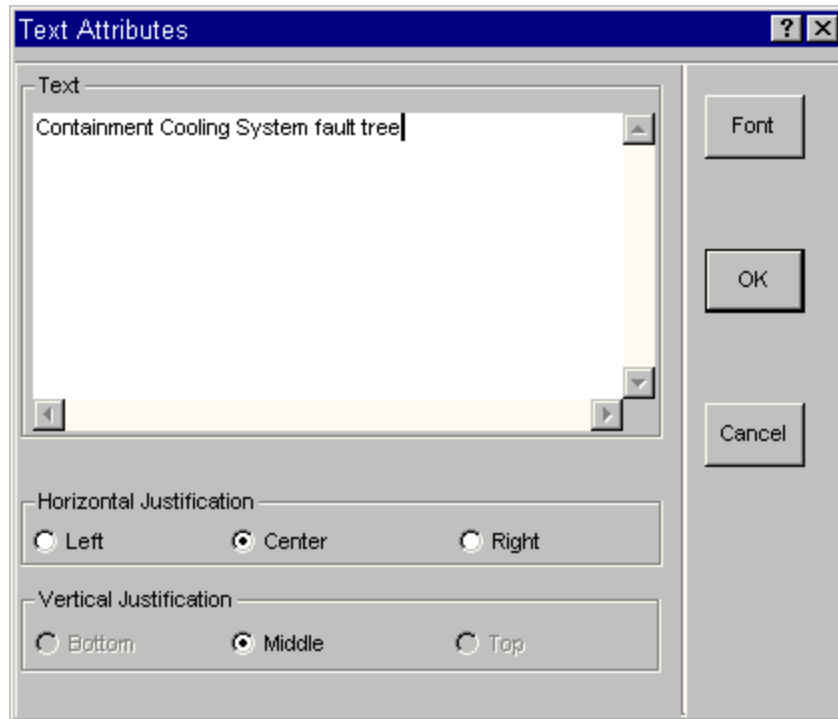 Text Attributes ?
Text
Containment Cooling System fault tree
Font
OK
Cancel
Horizontal Justification
Left Center Right
Vertical Justification
Bottom Middle Top